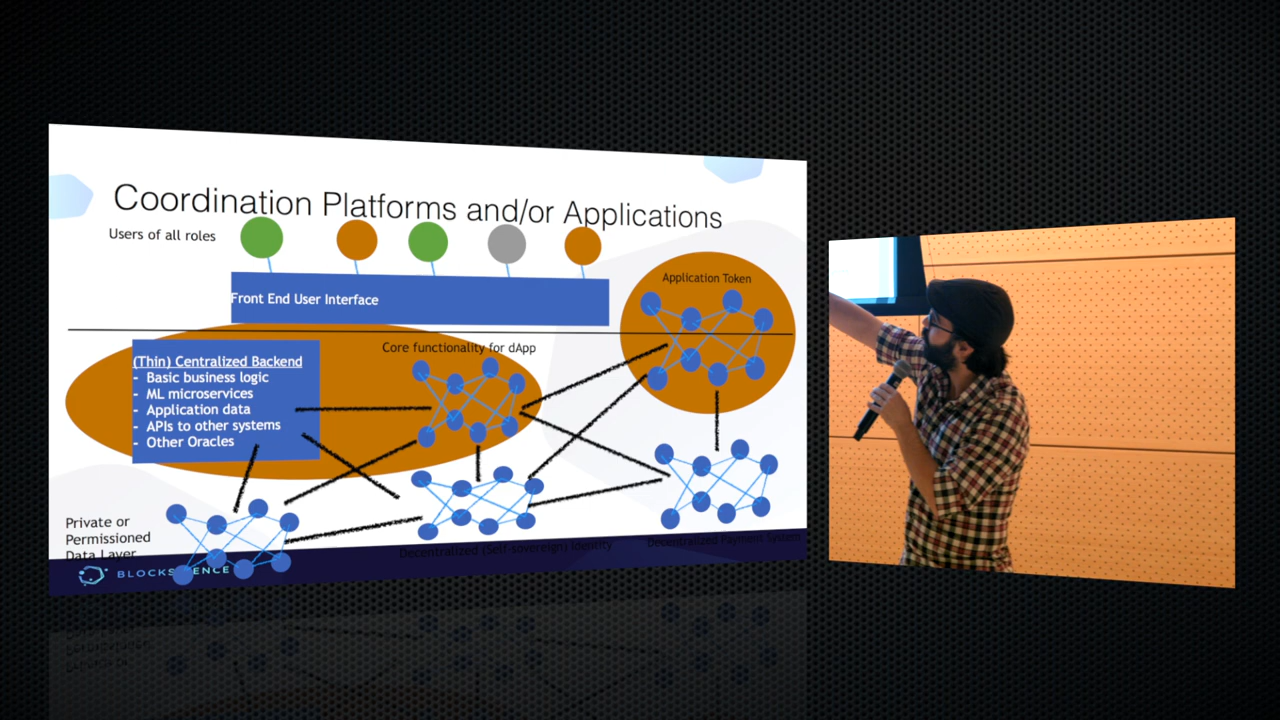 Coordination Platforms and/or Applications
Users of all roles
Front End User Interface
Application Token
(Thin) Centralized Backend
- Basic business logic
- ML microservices
- Application data
- APIs to other systems
- Other Oracles
Core functionality for dApp
Private or
Permissioned
Data Layer
Decentralized (Self-sovereign) Identity
Decentralized Payment System
BLOCKSCIENCE